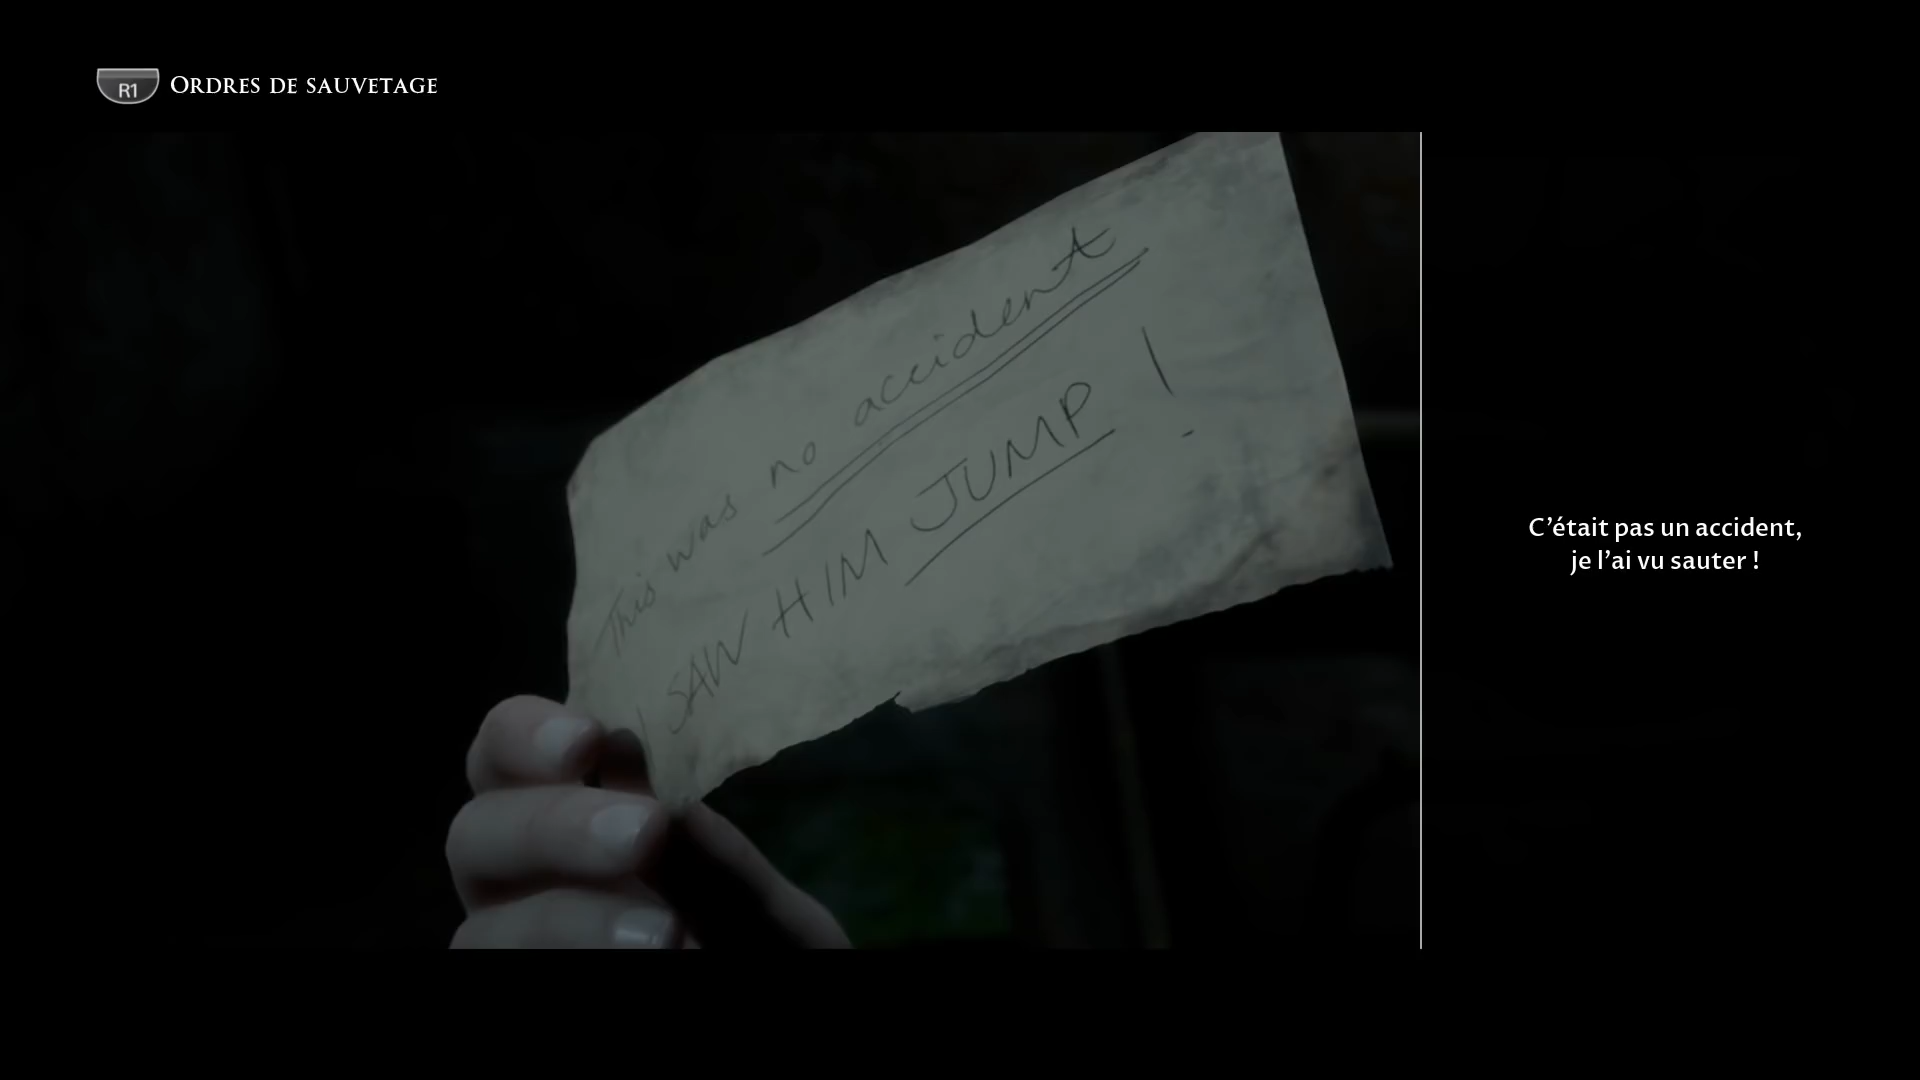 R1 Ordres de sauvetage
This was no accident
I SAW HIM JUMP !
C'était pas un accident,
je l'ai vu sauter !